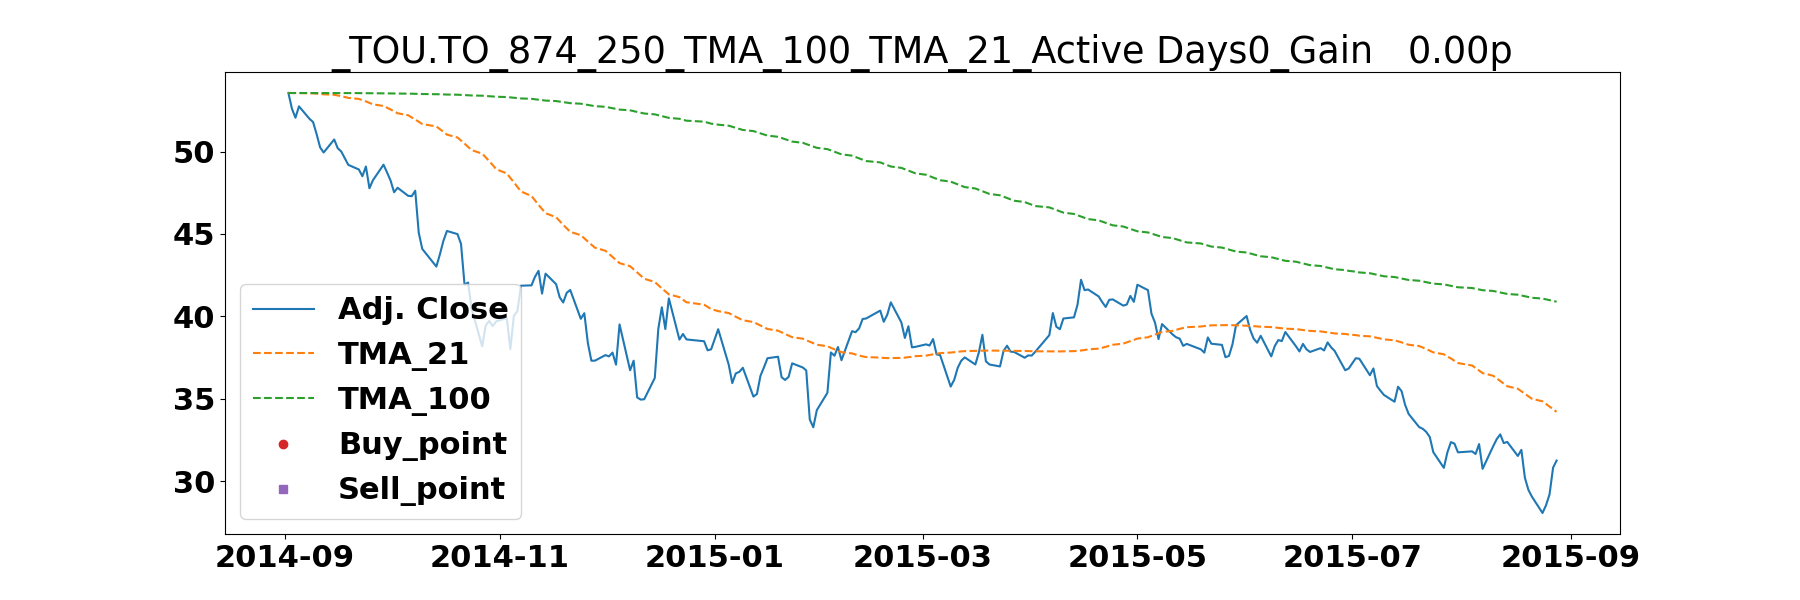 _TOU.TO_874_250_TMA_100_TMA_21_Active Days0_Gain   0.00p
50
45
40
35
30
Adj. Close
TMA_21
TMA_100
Buy_point
Sell_point
2014-09 2014-11 2015-01 2015-03 2015-05 2015-07 2015-09